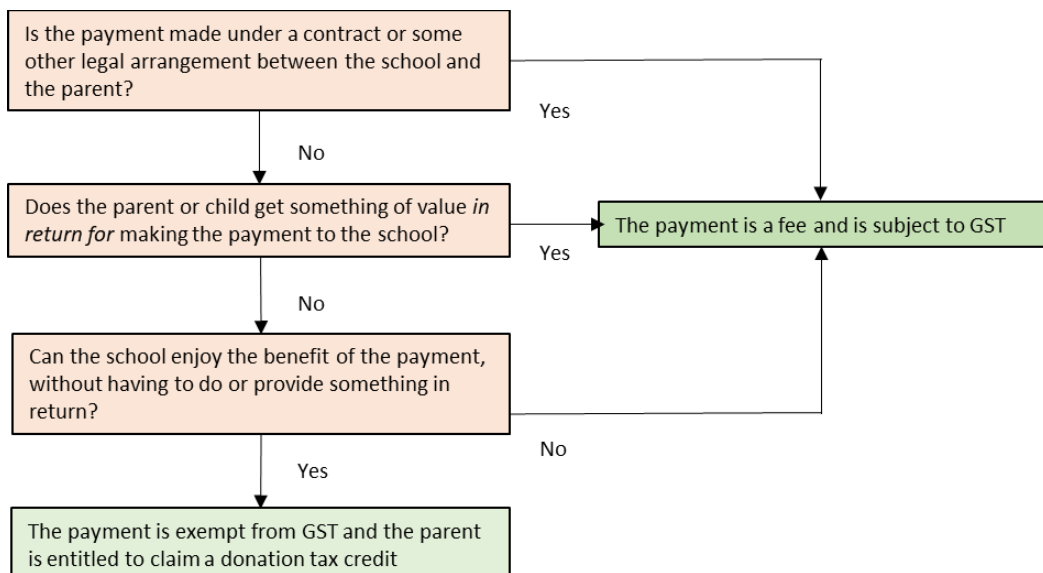 Is the payment made under a contract or some
other legal arrangement between the school and
the parent?
Yes
No
Does the parent or child get something of value in
return for making the payment to the school?
The payment is a fee and is subject to GST
Yes
No
Can the school enjoy the benefit of the payment,
without having to do or provide something in
return?
No
Yes
The payment is exempt from GST and the parent
is entitled to claim a donation tax credit